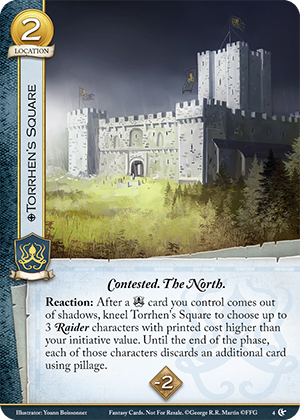 2
LOCATION
Torrhen's Square
Contested. The North.
Reaction: After a card you control comes out
of shadows, kneel Torrhen's Square to choose up to
3 Raider characters with printed cost higher than
your initiative value. Until the end of the phase,
each of those characters discards an additional card
using pillage.
-2
Illustrator: Yoann Boissonnet
Fantasy Cards. Not For Resale. ©George R.R. Martin ©FFG
4